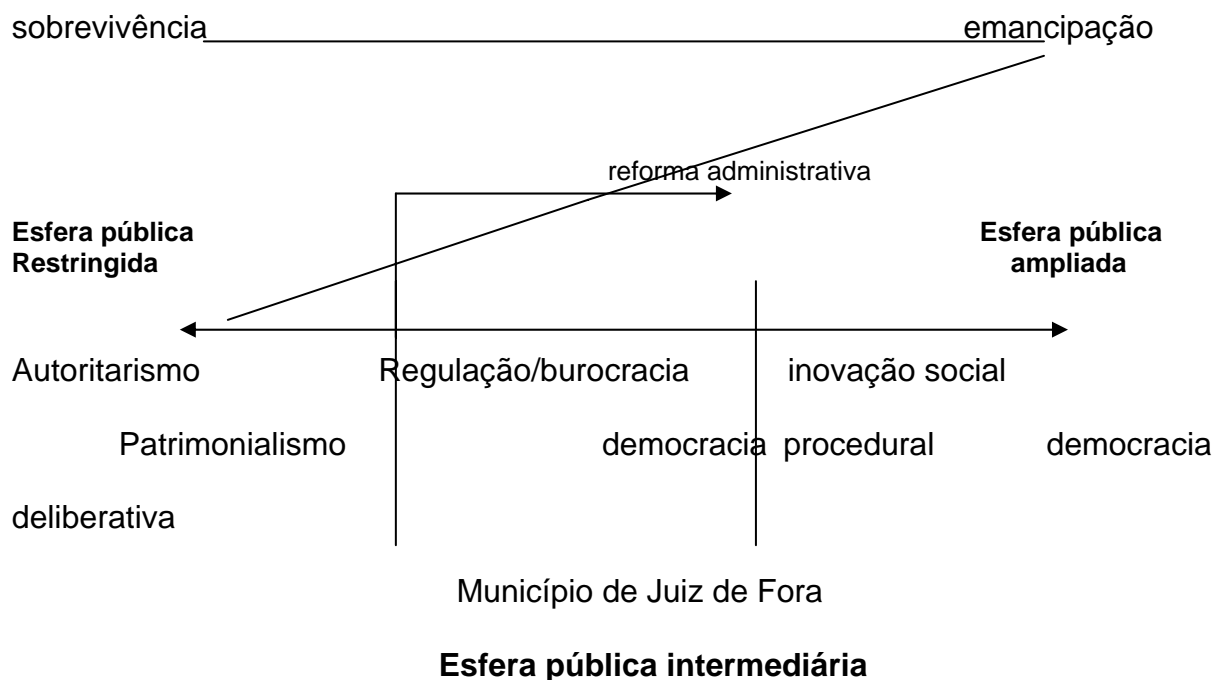 sobrevivência emancipação
reforma administrativa
Esfera pública Esfera pública
Restringida ampliada
Autoritarismo Regulação/burocracia inovação social
Patrimonialismo democracia procedural democracia
deliberativa
Município de Juiz de Fora
Esfera pública intermediária